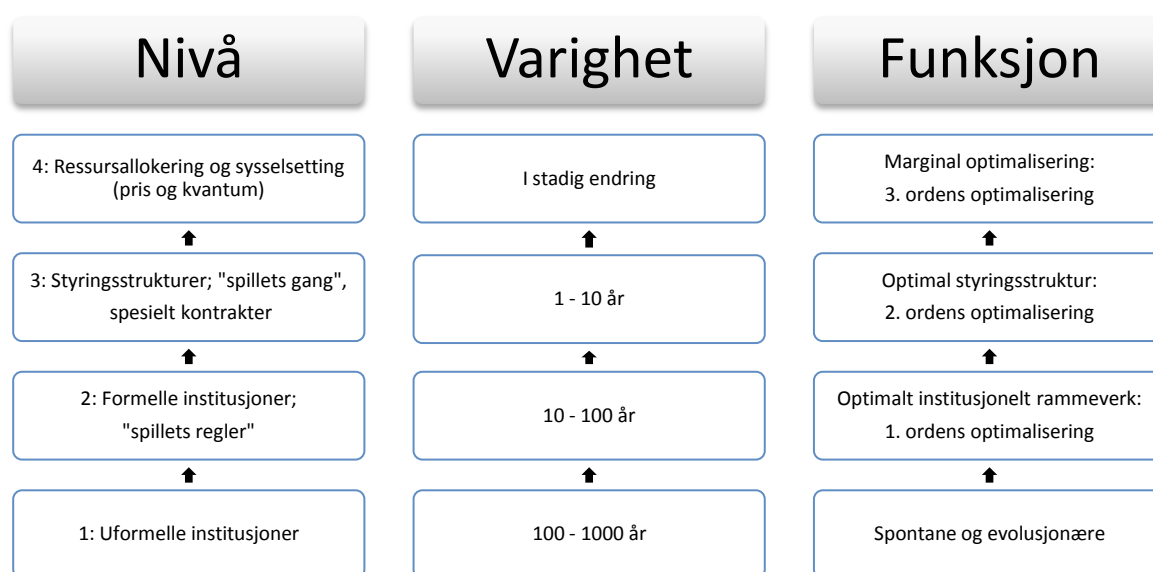 Nivå
Varighet
Funksjon
4: Ressursallokering og sysselsetting
(pris og kvantum)
I stadig endring
Marginal optimalisering:
3. ordens optimalisering
3: Styringsstrukturer; "spillets gang",
spesielt kontrakter
1 - 10 år
Optimal styringsstruktur:
2. ordens optimalisering
2: Formelle institusjoner;
"spillets regler"
10 - 100 år
Optimalt institusjonelt rammeverk:
1. ordens optimalisering
1: Uformelle institusjoner
100 - 1000 år
Spontane og evolusjonære